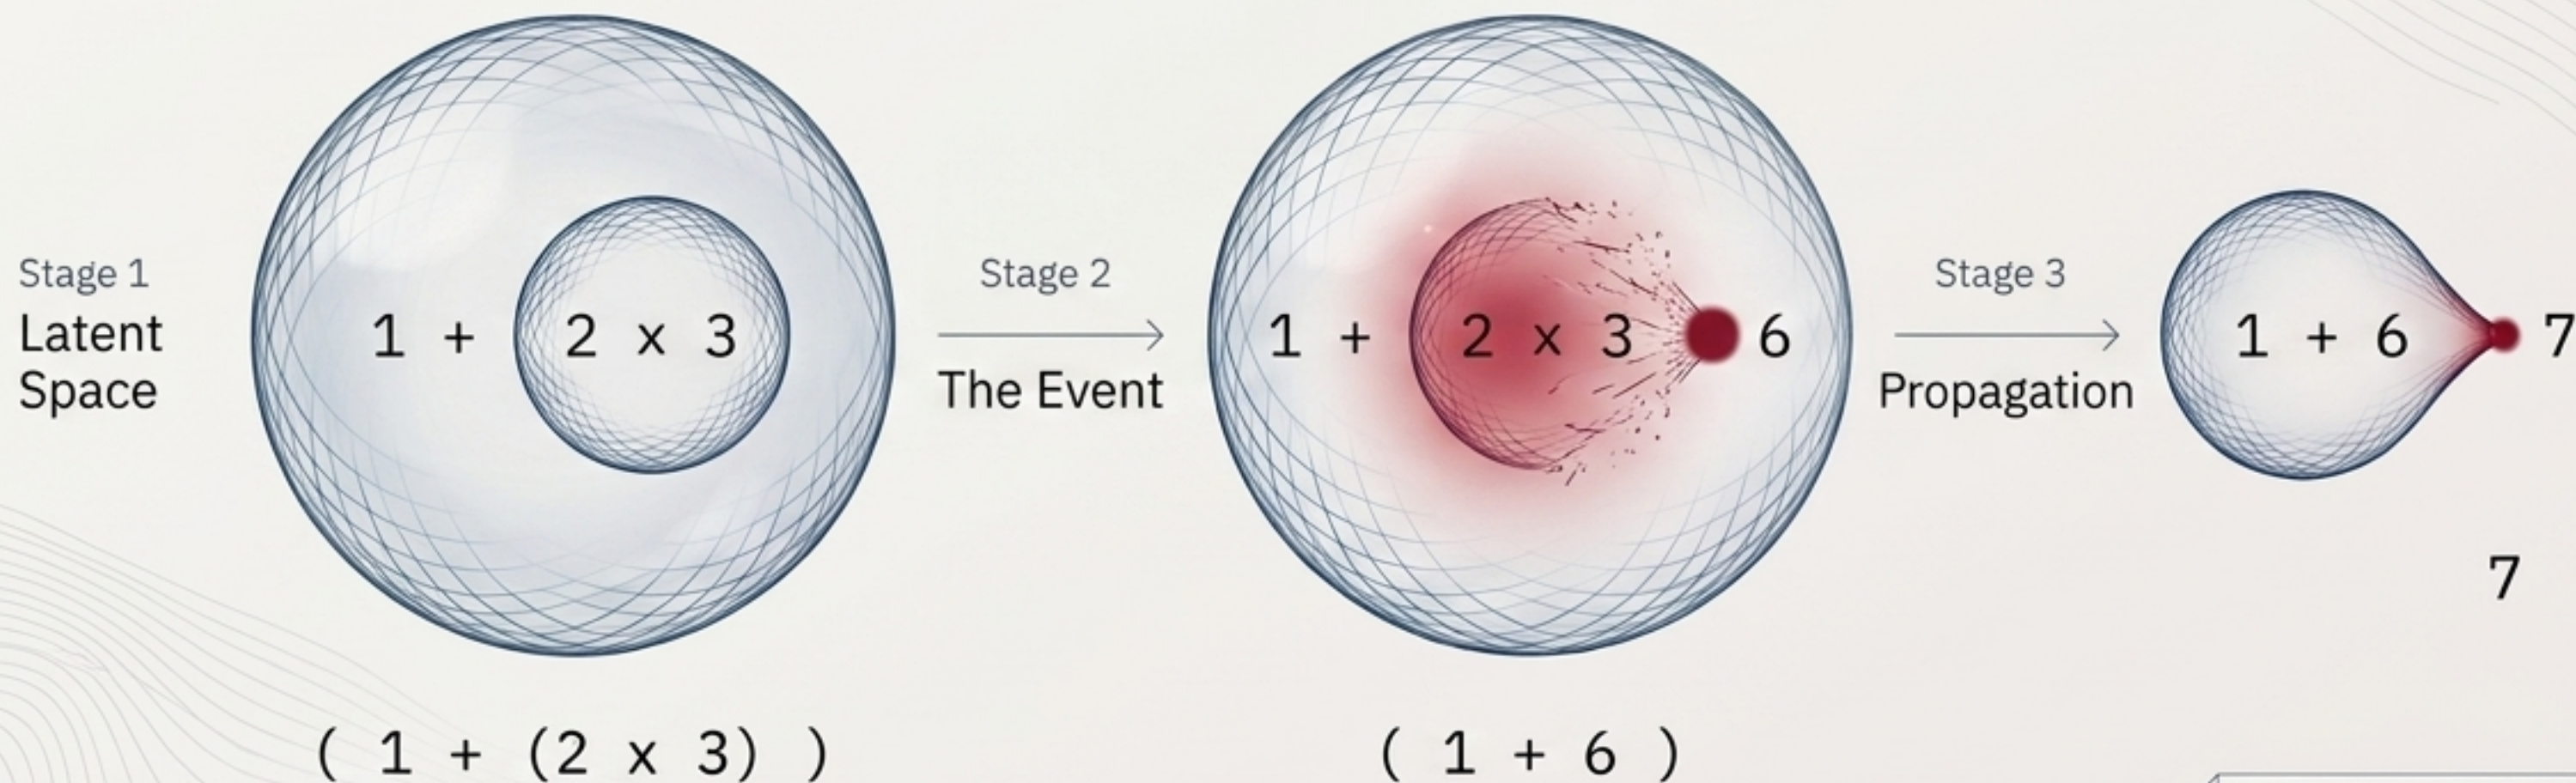 Stage 1
Latent
Space
1 + 2 x 3
( 1 + (2 x 3) )
Stage 2
The Event
1 + 2 x 3 6
( 1 + 6 )
Stage 3
Propagation
1 + 6 7
7